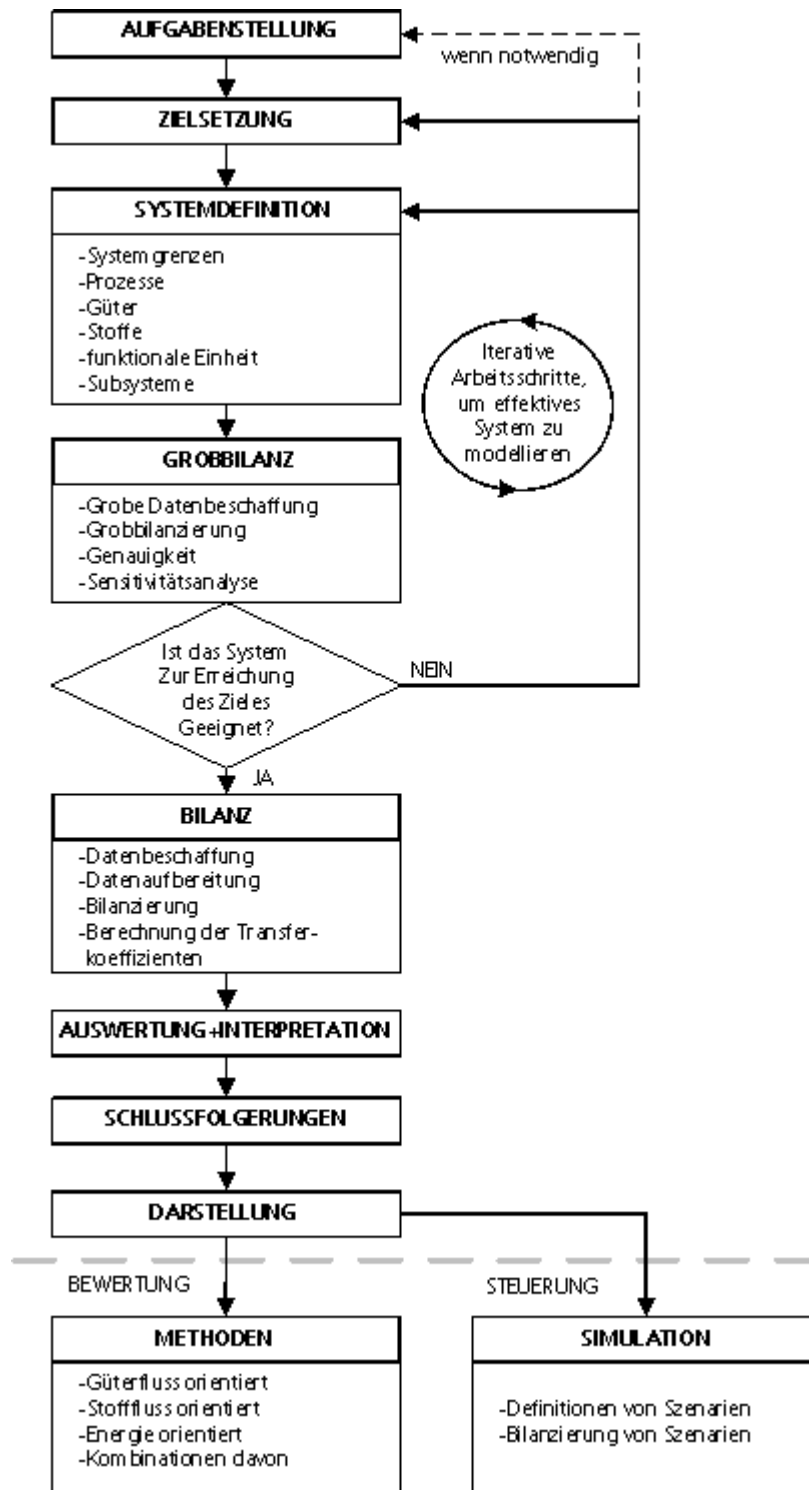 AUFGABENSTELLUNG
wenn notwendig
ZIELSETZUNG
SYSTEMDEFINITION
-Systemgrenzen
-Prozesse
-Güter
-Stoffe
-funktionale Einheit
-Subsysteme
Iterative
Arbeitsschritte,
um effektives
System zu
modellieren
GROBBILANZ
-Grobe Datenbeschaffung
-Grobbilanzierung
-Genauigkeit
-Sensitivitätsanalyse
Ist das System
Zur Erreichung
des Zieles
Geeignet?
NEIN
JA
BILANZ
-Datenbeschaffung
-Datenaufbereitung
-Bilanzierung
-Berechnung der Transfer-
koeffizienten
AUSWERTUNG+INTERPRETATION
SCHLUSSFOLGERUNGEN
DARSTELLUNG
BEWERTUNG
STEUERUNG
METHODEN
-Güterfluss orientiert
-Stofffluss orientiert
-Energie orientiert
-Kombinationen davon
SIMULATION
-Definitionen von Szenarien
-Bilanzierung von Szenarien